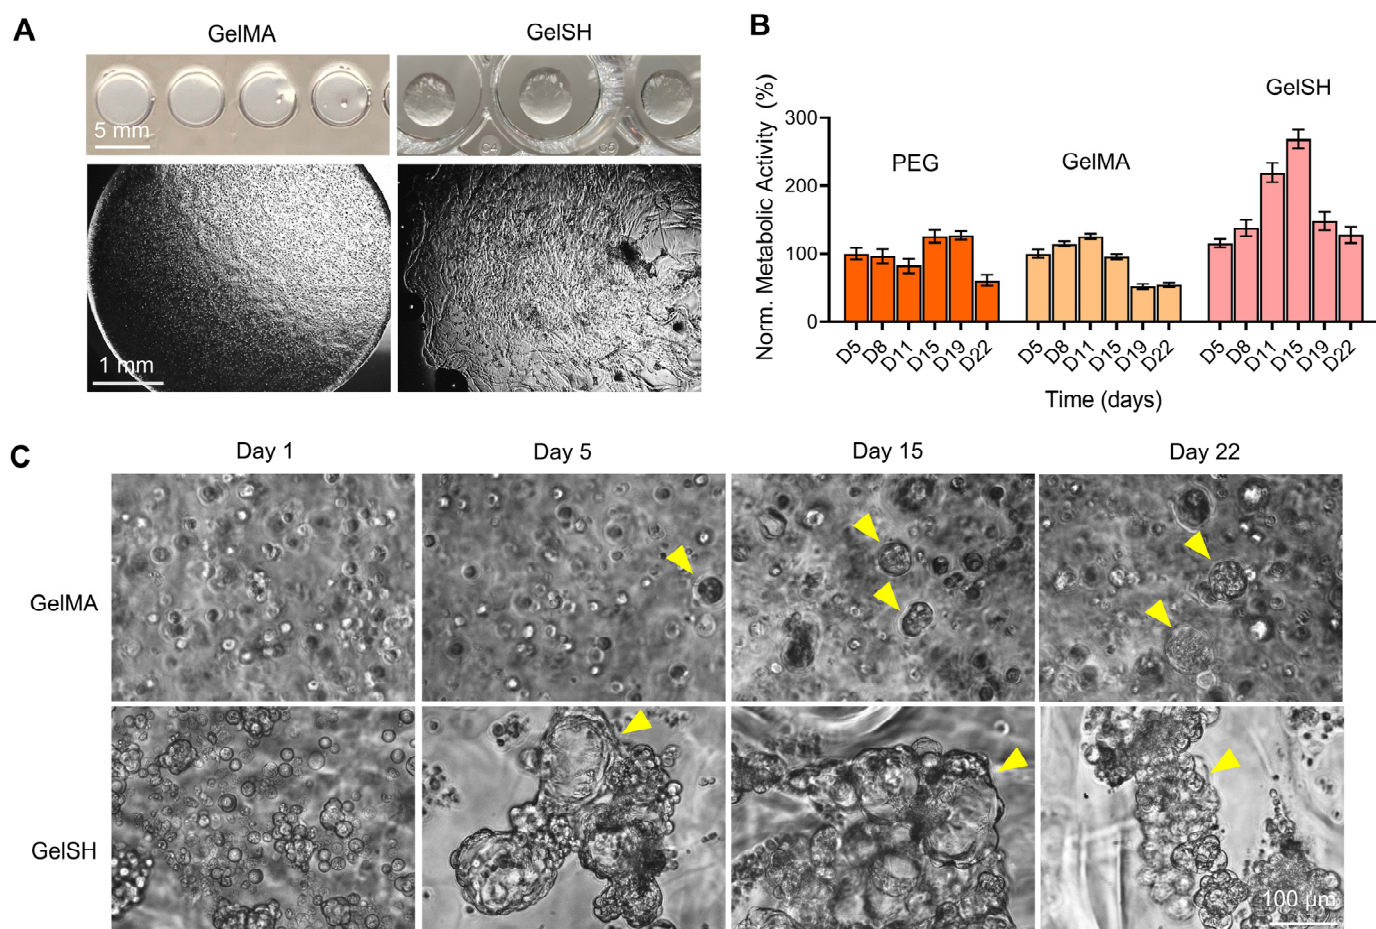 A
GelMA
GelSH
5 mm
C4
C5
1 mm
B
Norm. Metabolic Activity (%)
300
200
100
0
PEG
GelMA
GelSH
D5
D8
D11
D15
D19
D22
D5
D8
D11
D15
D19
D22
D5
D8
D11
D15
D19
D22
Time (days)
C
Day 1
Day 5
Day 15
Day 22
GelMA
GelSH
100 µm